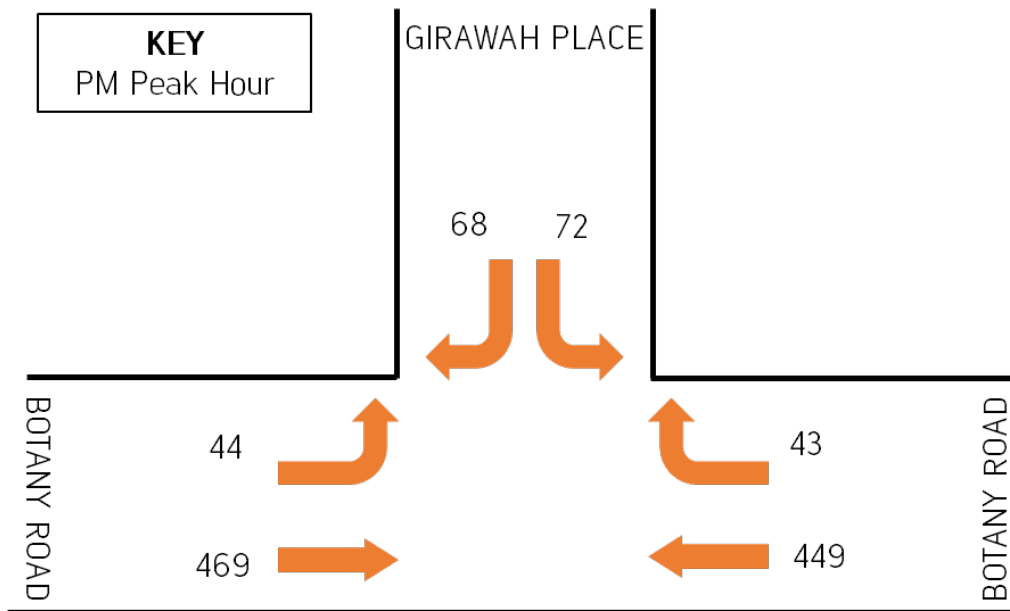 KEY
PM Peak Hour
GIRAWAH PLACE
68
72
44
43
469
449
BOTANY ROAD
BOTANY ROAD